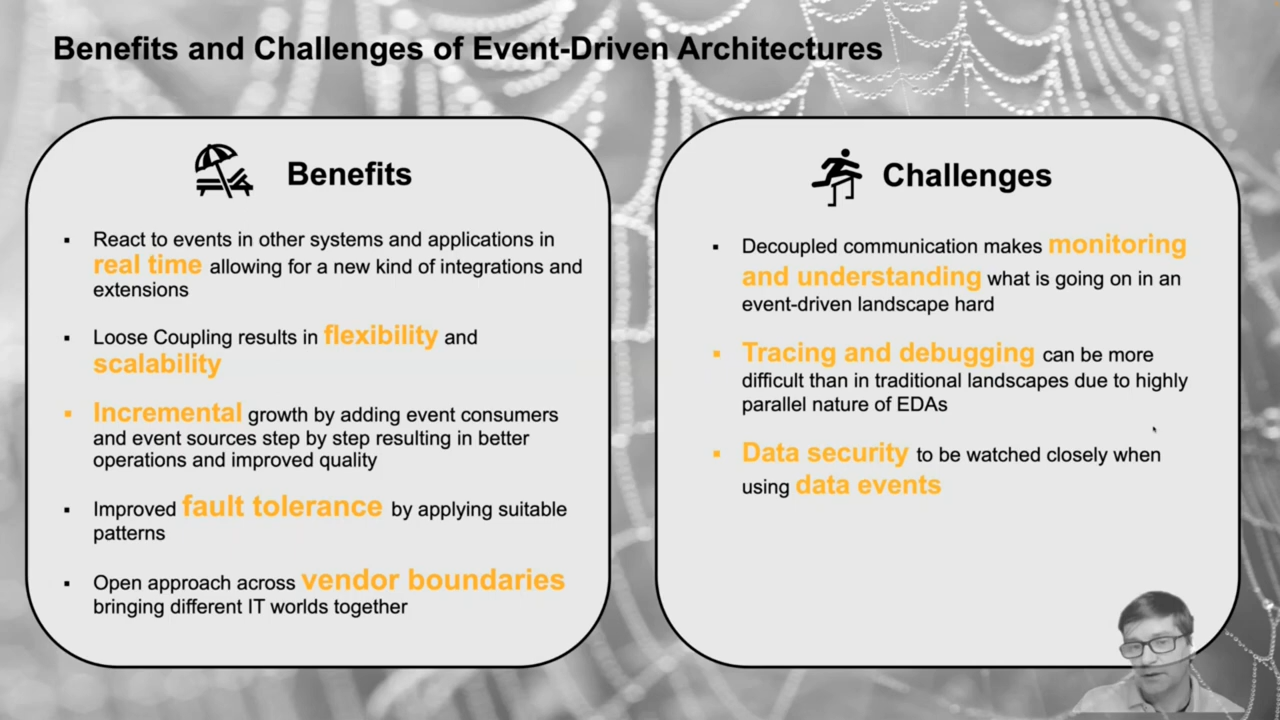 Benefits and Challenges of Event-Driven Architectures
Benefits
▪ React to events in other systems and applications in
real time allowing for a new kind of integrations and
extensions
▪ Loose Coupling results in flexibility and
scalability
▪ Incremental growth by adding event consumers
and event sources step by step resulting in better
operations and improved quality
▪ Improved fault tolerance by applying suitable
patterns
▪ Open approach across vendor boundaries
bringing different IT worlds together
Challenges
▪ Decoupled communication makes monitoring
and understanding what is going on in an
event-driven landscape hard
▪ Tracing and debugging can be more
difficult than in traditional landscapes due to highly
parallel nature of EDAs
▪ Data security to be watched closely when
using data events